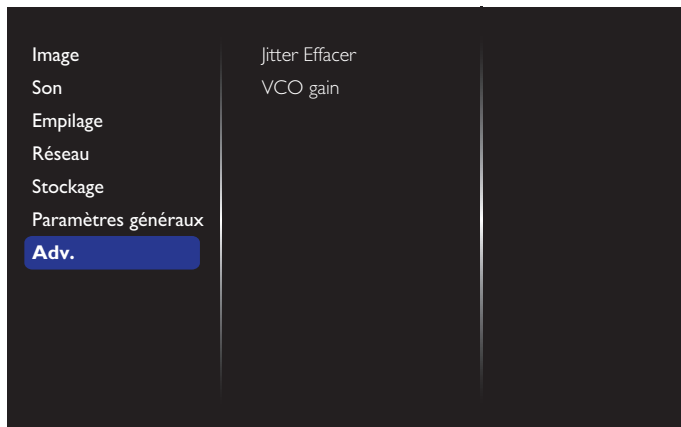 Image
Son
Empilage
Réseau
Stockage
Paramètres généraux
Adv.
Jitter Effacer
VCO gain